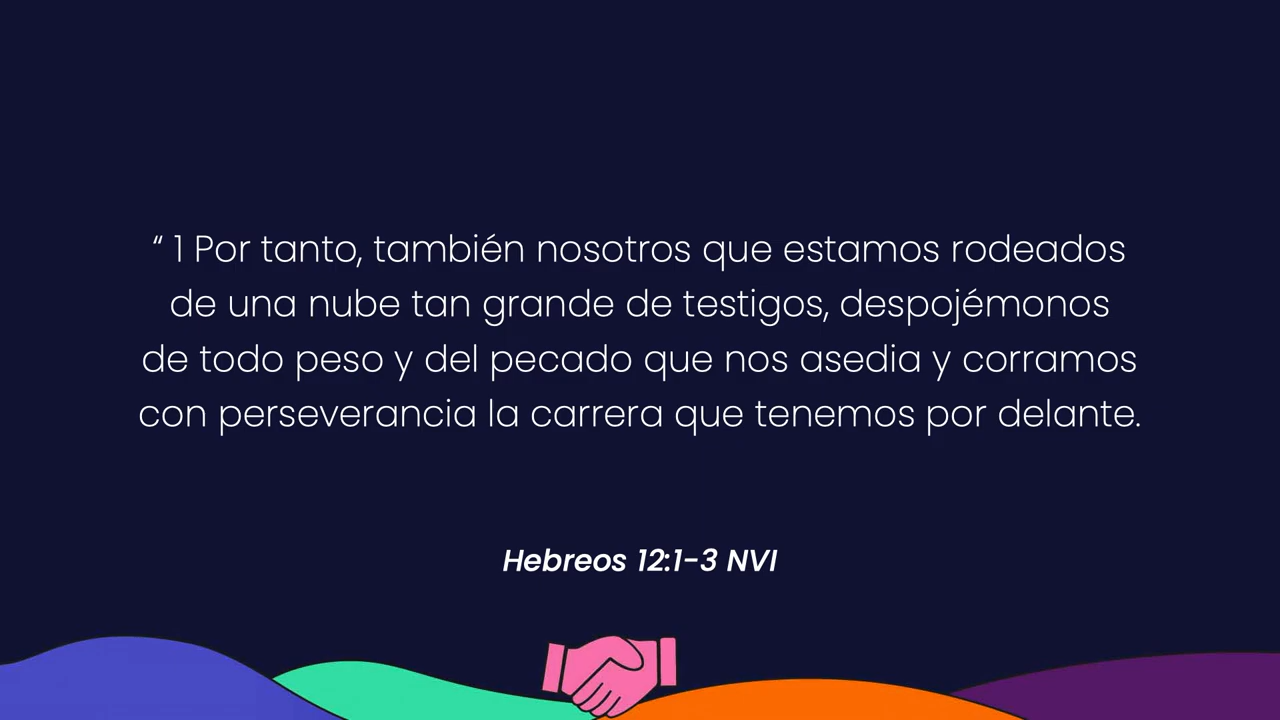 “ 1 Por tanto, también nosotros que estamos rodeados
de una nube tan grande de testigos, despojémonos
de todo peso y del pecado que nos asedia y corramos
con perseverancia la carrera que tenemos por delante.
Hebreos 12:1-3 NVI